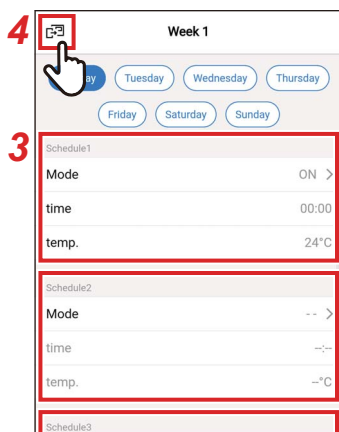 4
Week 1
Tuesday
Wednesday
Thursday
Friday
Saturday
Sunday
3
Schedule1
Mode ON >
time 00:00
temp. 24°C
Schedule2
Mode - - >
time --:--
temp. --°C
Schedule3